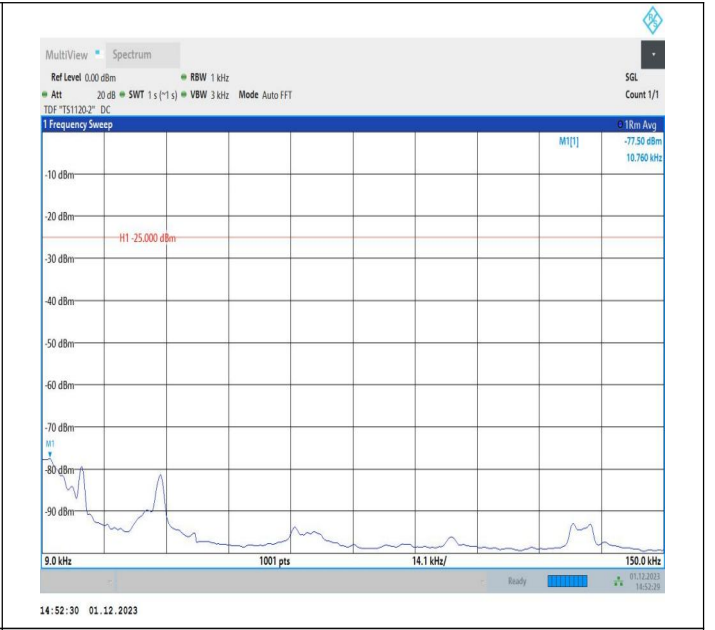 R S
MultiView Spectrum
Ref Level 0.00 dBm RBW 1 kHz SGL
Att 20 dB SWT 1 s (~1 s) VBW 3 kHz Mode Auto FFT Count 1/1
TDF "TS1120-2" DC
1 Frequency Sweep 1Rm Avg
M1[1] -77.50 dBm
10.760 kHz
-10 dBm
-20 dBm
H1 -25.000 dBm
-30 dBm
-40 dBm
-50 dBm
-60 dBm
-70 dBm
M1
-80 dBm
-90 dBm
9.0 kHz 1001 pts 14.1 kHz/ 150.0 kHz
Ready 01.12.2023
14:52:29
14:52:30 01.12.2023